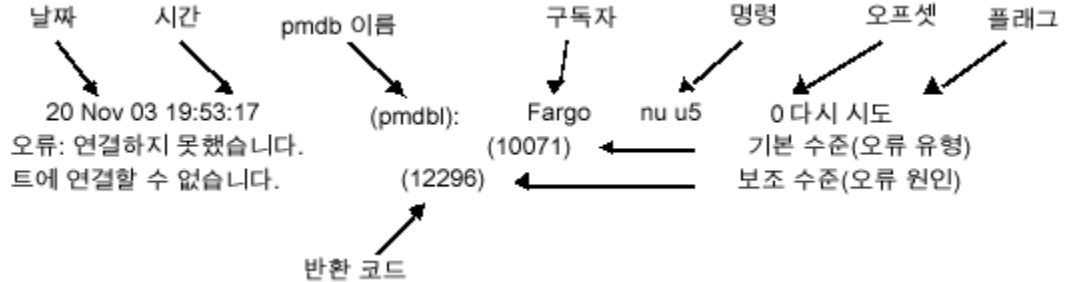 날짜 시간 pmdb 이름 구독자 명령 오프셋 플래그
20 Nov 03 19:53:17 (pmdbl): Fargo nu u5 0 다시 시도
오류: 연결하지 못했습니다. (10071) 기본 수준(오류 유형)
트에 연결할 수 없습니다. (12296) 보조 수준(오류 원인)
반환 코드